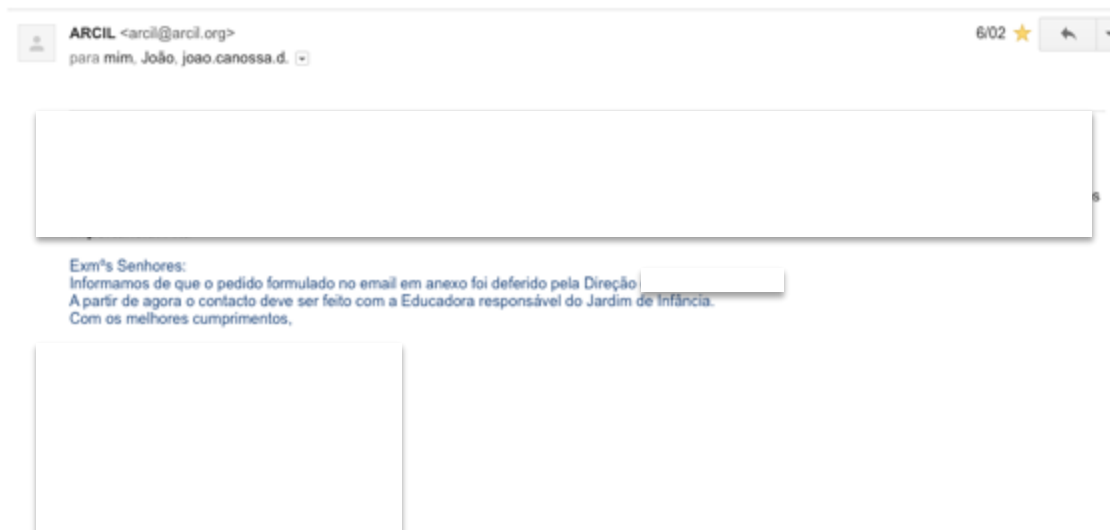 ARCIL <arcil@arcil.org> 6/02
para mim, João, joao.canossa.d.
s
Exmºs Senhores:
Informamos de que o pedido formulado no email em anexo foi deferido pela Direção
A partir de agora o contacto deve ser feito com a Educadora responsável do Jardim de Infância.
Com os melhores cumprimentos,